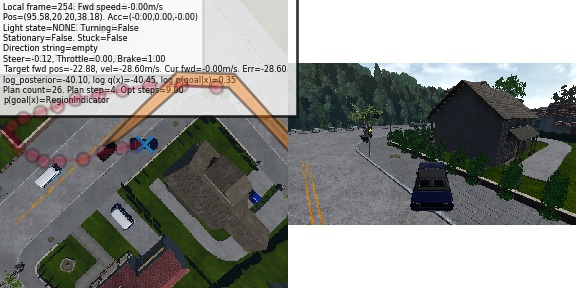 Local frame=254. Fwd speed=-0.00m/s
Pos=(95.58,20.20,38.18). Acc=(-0.00,0.00,-0.00)
Light state=NONE. Turning=False
Stationary=False. Stuck=False
Direction string=empty
Steer=-0.12, Throttle=0.00, Brake=1.00
Target fwd pos=-22.88, vel=-28.60m/s. Cur fwd=-0.00m/s. Err=-28.60
log_posterior=-40.10, log q(x)=-40.45, log p(goal|x)=0.35
Plan count=26. Plan step=4. Opt steps=9.00
p(goal|x)=RegionIndicator